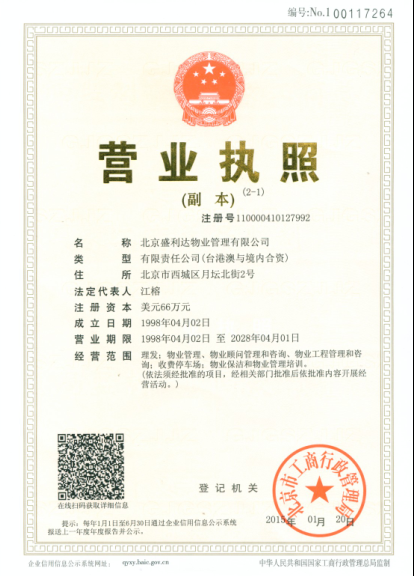 编号:No.1 00117264
营业执照
(副 本) (2-1)
注册号110000410127992
名 称 北京盛利达物业管理有限公司
类 型 有限责任公司(台港澳与境内合资)
住 所 北京市西城区月坛北街2号
法定代表人 江榕
注册资本 美元66万元
成立日期 1998年04月02日
营业期限 1998年04月02日 至 2028年04月01日
经营范围 理发;物业管理、物业顾问管理和咨询、物业工程管理和咨
询;收费停车场;物业保洁和物业管理培训。
(依法须经批准的项目,经相关部门批准后依批准内容开展经
营活动。)
在线扫码获取详细信息
登记机关
北京市工商行政管理局
2015年 01月 20日
提示:每年1月1日至6月30日通过企业信用信息公示系统
报送上一年度年度报告并公示。
企业信用信息公示系统网址: qyxy.baic.gov.cn
中华人民共和国国家工商行政管理总局监制